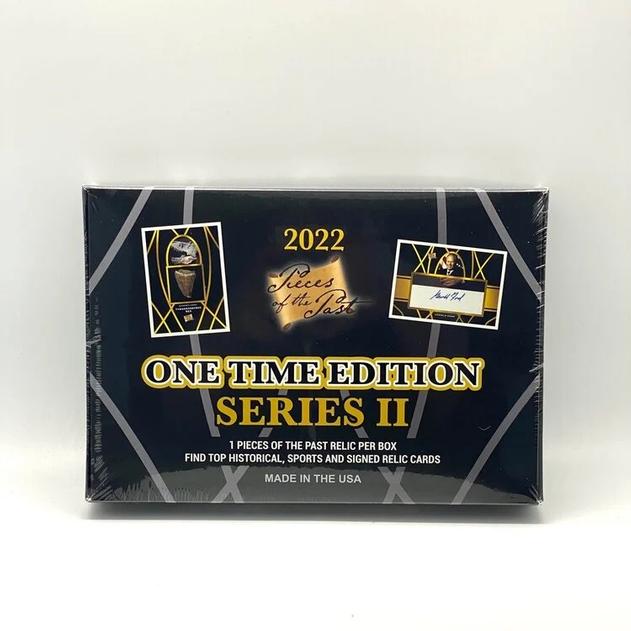 2022
Pieces
of the Past
ONE TIME EDITION
SERIES II
1 PIECES OF THE PAST RELIC PER BOX
FIND TOP HISTORICAL, SPORTS AND SIGNED RELIC CARDS
MADE IN THE USA